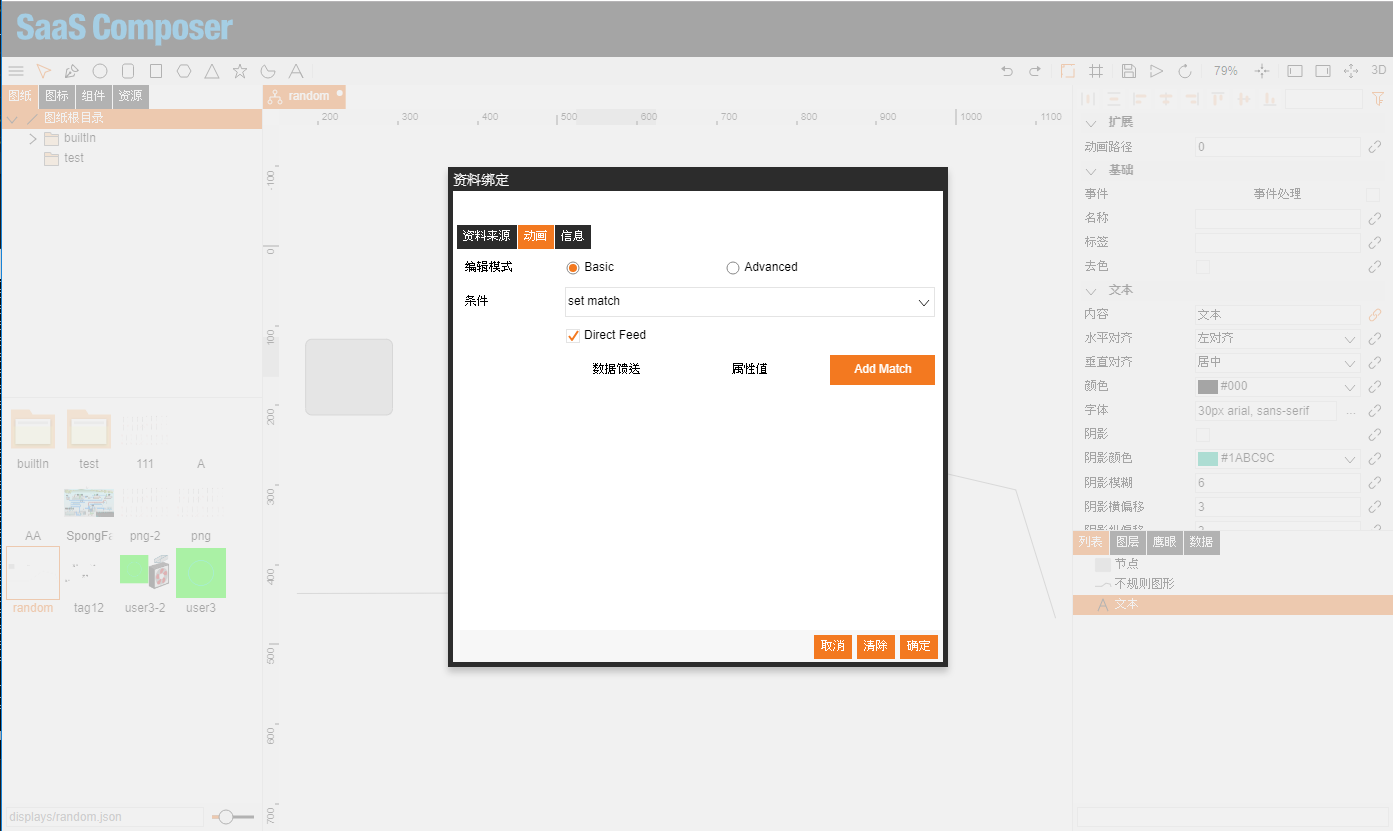 SaaS Composer
79%
3D
图纸 图标 组件 资源
random
图纸根目录
builtIn
test
200 300 400 500 600 700 800 900 1000 1100
-100
0
100
200
300
400
500
600
700
builtIn test 111 A
AA SpongFa png-2 png
random tag12 user3-2 user3
displays/random.json
资料绑定
资料来源 动画 信息
编辑模式 Basic Advanced
条件 set match
Direct Feed
数据馈送 属性值 Add Match
取消 清除 确定
扩展
动画路径 0
基础
事件 事件处理
名称
标签
去色
文本
内容 文本
水平对齐 左对齐
垂直对齐 居中
颜色 #000
字体 30px arial, sans-serif ...
阴影
阴影颜色 #1ABC9C
阴影模糊 6
阴影横偏移 3
阴影纵偏移 3
列表 图层 鹰眼 数据
节点
不规则图形
A 文本